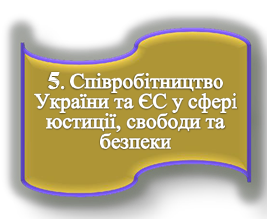 5. Співробітництво
України та ЄС у сфері
юстиції, свободи та
безпеки